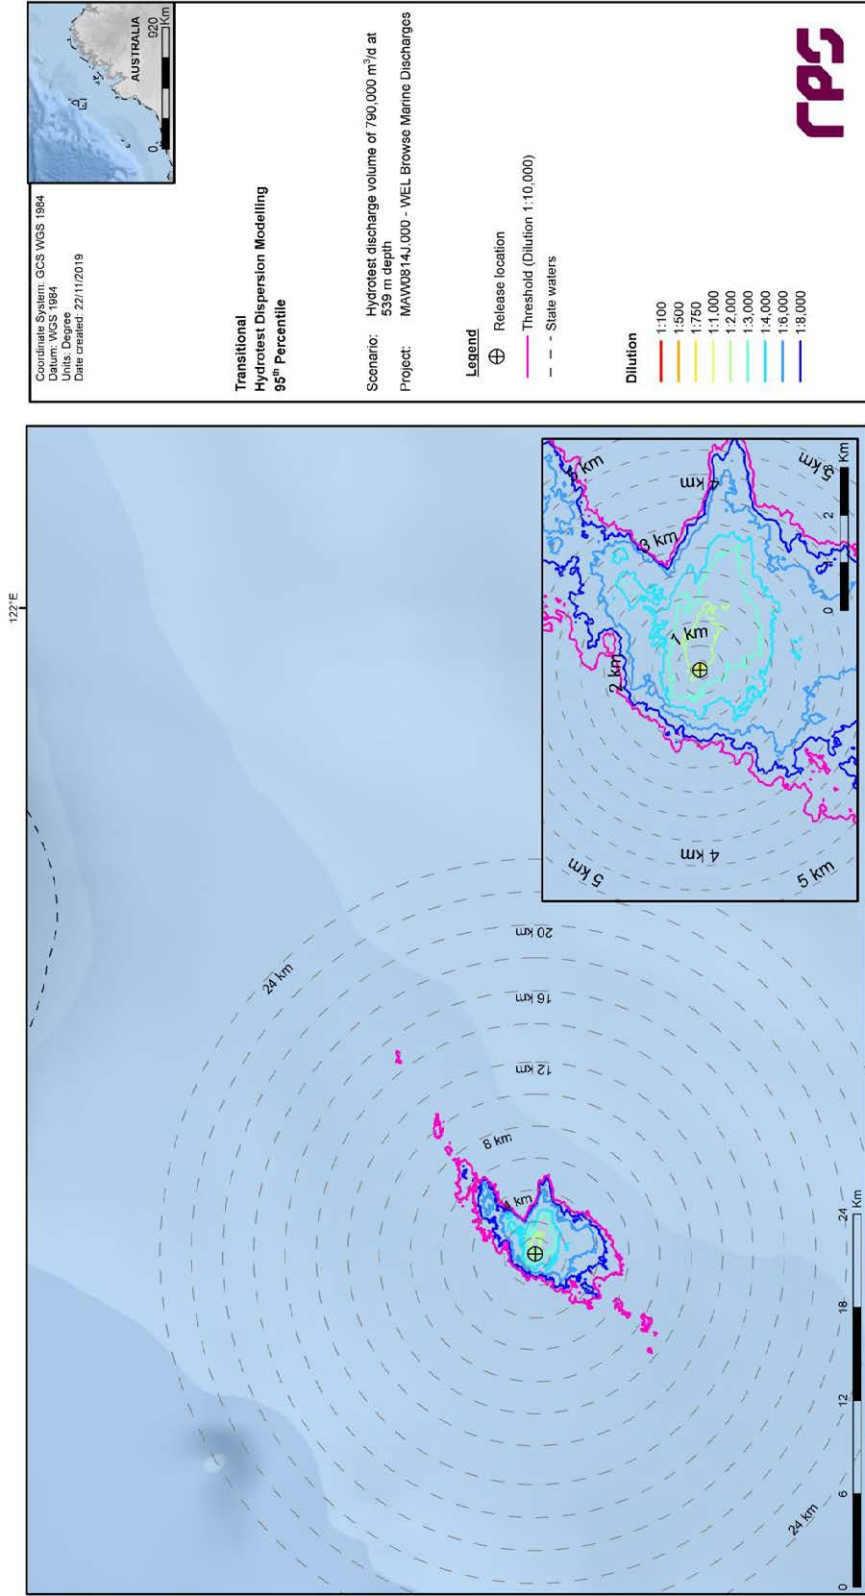 122°E
24 km
20 km
16 km
12 km
8 km
4 km
24 km
0 6 12 18 24
Km
5 km
3 km
4 km
2 km
1 km
5 km
4 km
5 km
0 1 2 3
Km
Coordinate System: GCS WGS 1984
Datum: WGS 1984
Units: Degree
Date created: 22/11/2019
AUSTRALIA
0 920
Km
Transitional
Hydrotest Dispersion Modelling
95th Percentile
Scenario: Hydrotest discharge volume of 790,000 m³/d at
539 m depth
Project: MAW0814J.000 - WEL Browse Marine Discharges
Legend
Release location
Threshold (Dilution 1:10,000)
State waters
Dilution
1:100
1:500
1:750
1:1,000
1:2,000
1:3,000
1:4,000
1:6,000
1:8,000
rps